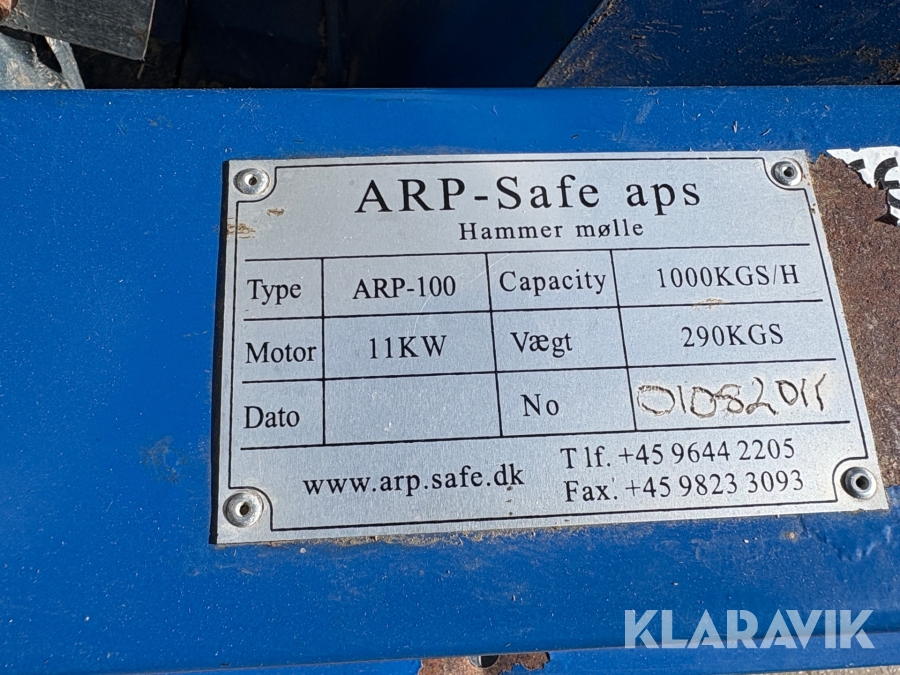 ARP-Safe aps
Hammer mølle
Type ARP-100 Capacity 1000KGS/H
Motor 11KW Vægt 290KGS
Dato No 01082011
www.arp.safe.dk Tlf. +45 9644 2205
Fax. +45 9823 3093
KLARAVIK